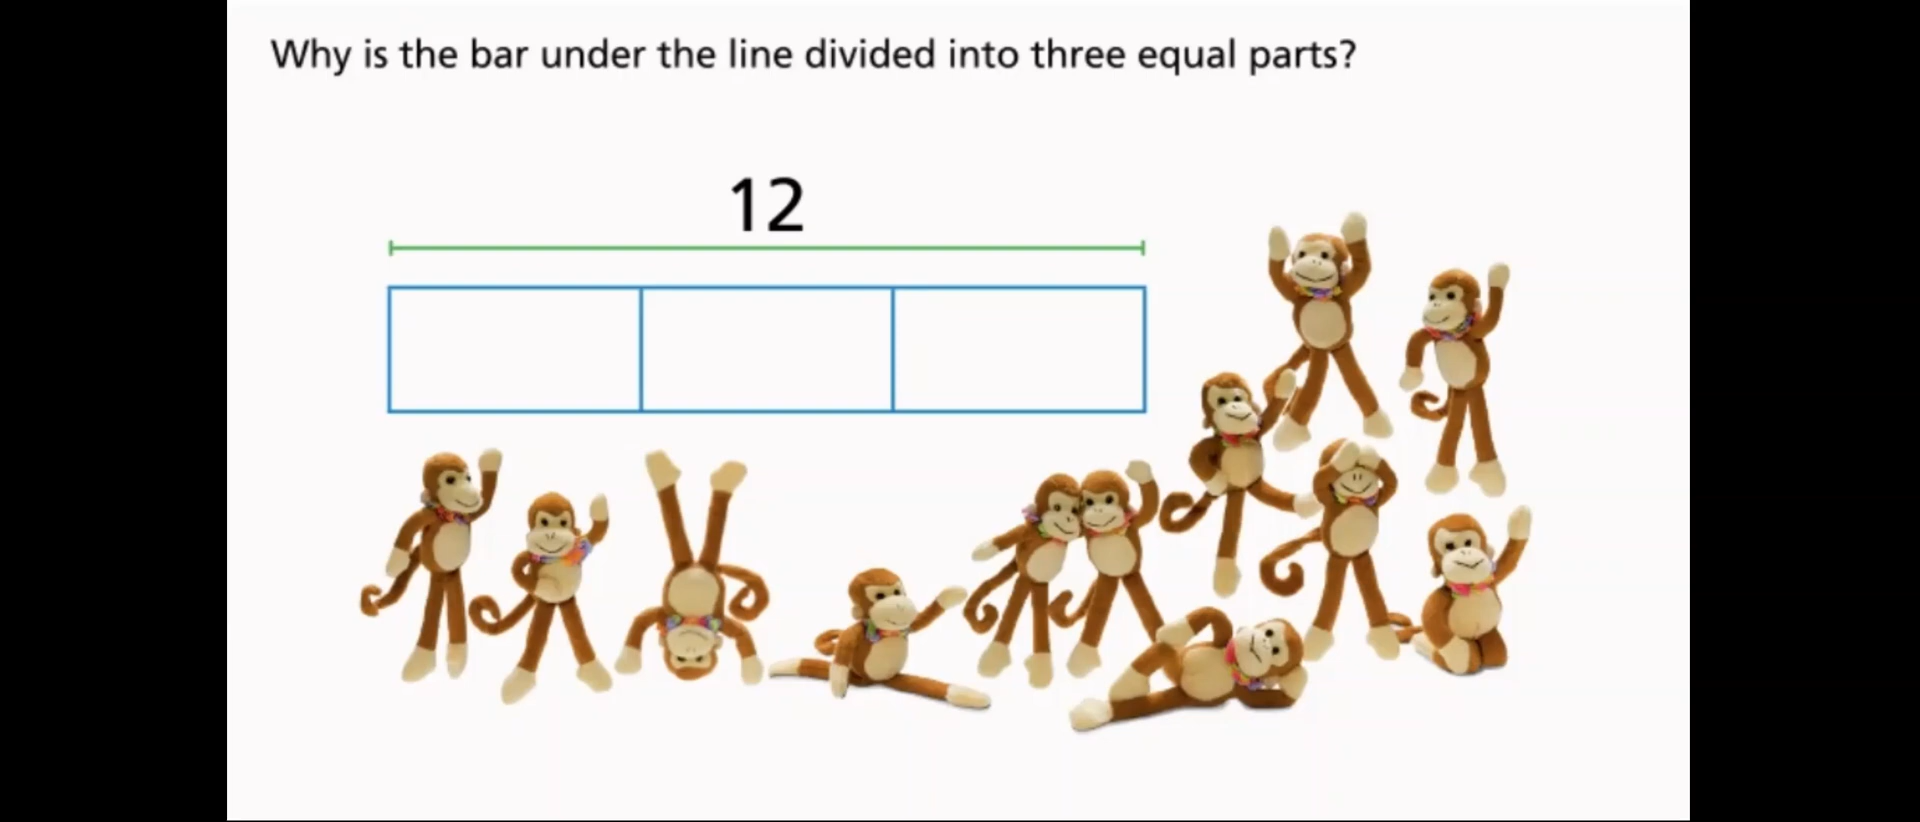 Why is the bar under the line divided into three equal parts?
12